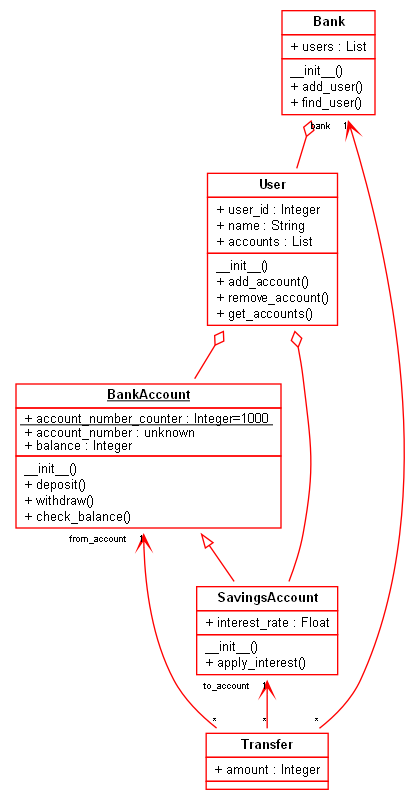 Bank
+ users : List
__init__()
+ add_user()
+ find_user()
bank 1
User
+ user_id : Integer
+ name : String
+ accounts : List
__init__()
+ add_account()
+ remove_account()
+ get_accounts()
BankAccount
+ account_number_counter : Integer=1000
+ account_number : unknown
+ balance : Integer
__init__()
+ deposit()
+ withdraw()
+ check_balance()
from_account 1
SavingsAccount
+ interest_rate : Float
__init__()
+ apply_interest()
to_account 1
* * *
Transfer
+ amount : Integer